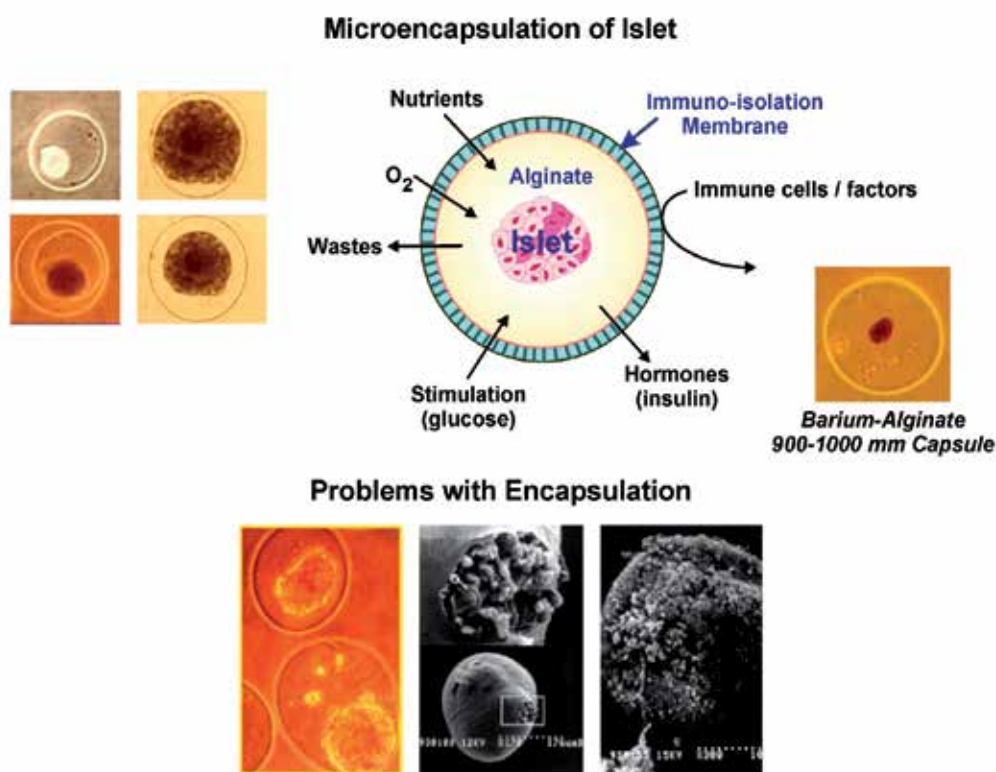 Microencapsulation of Islet
Nutrients
Immuno-isolation
Membrane
O2
Alginate
Immune cells / factors
Wastes
Islet
Stimulation
(glucose)
Hormones
(insulin)
Barium-Alginate
900-1000 mm Capsule
Problems with Encapsulation